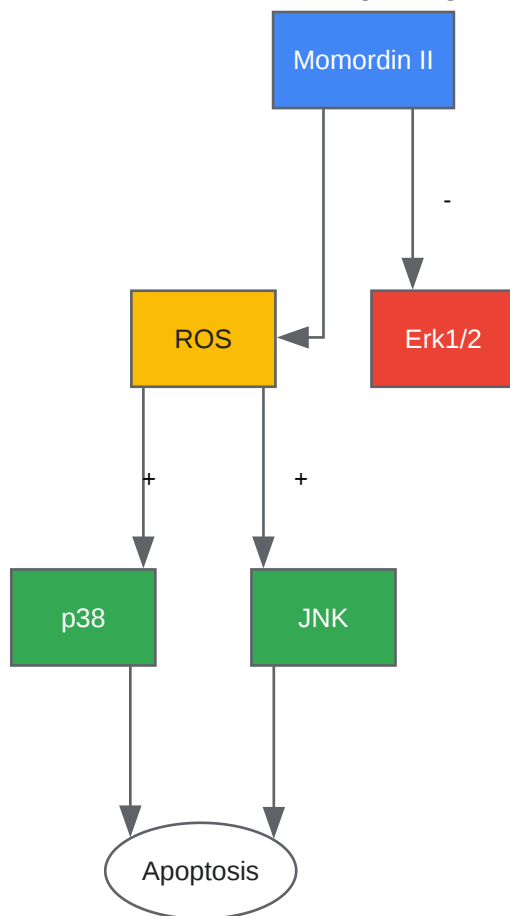 Momordin II
-
ROS
Erk1/2
+
+
p38
JNK
Apoptosis